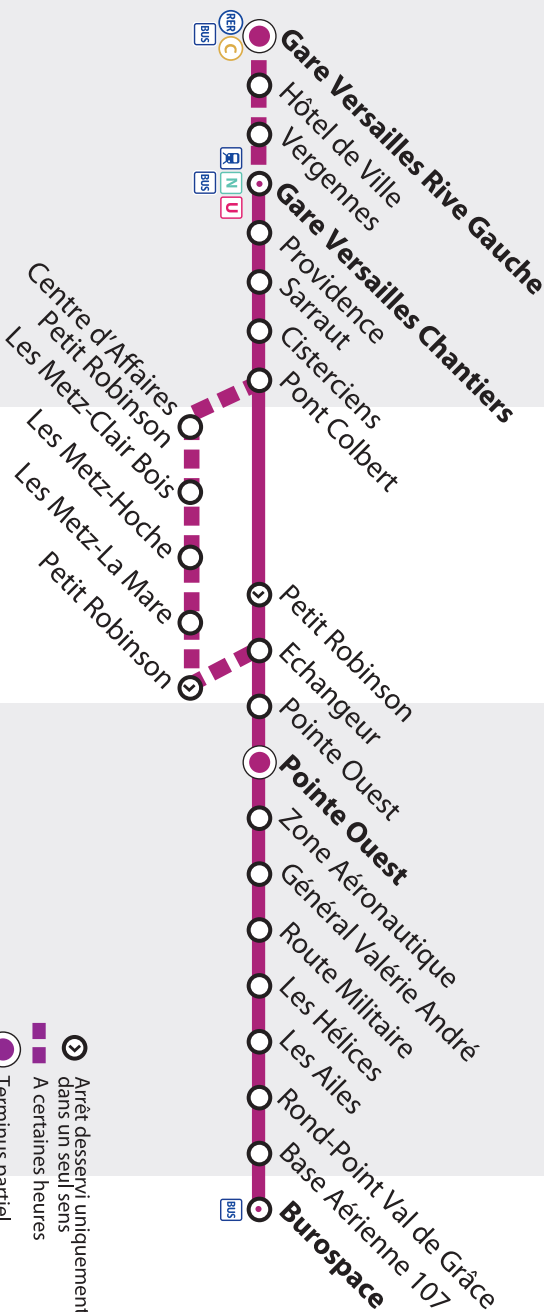 RER
C
BUS
Gare Versailles Rive Gauche
Hôtel de Ville
Vergennes
N
BUS
U
Gare Versailles Chantiers
Providence
Sarraut
Cisterciens
Pont Colbert
Centre d'Affaires
Petit Robinson
Les Metz-Clair Bois
Les Metz-Hoche
Les Metz-La Mare
Petit Robinson
Petit Robinson
Echangeur
Pointe Ouest
Pointe Ouest
Zone Aéronautique
Général Valérie André
Route Militaire
Les Hélices
Les Ailes
Rond-Point Val de Grâce
Base Aérienne 107
BUS
Burospace
Arrêt desservi uniquement
dans un seul sens
A certaines heures
Terminus partiel